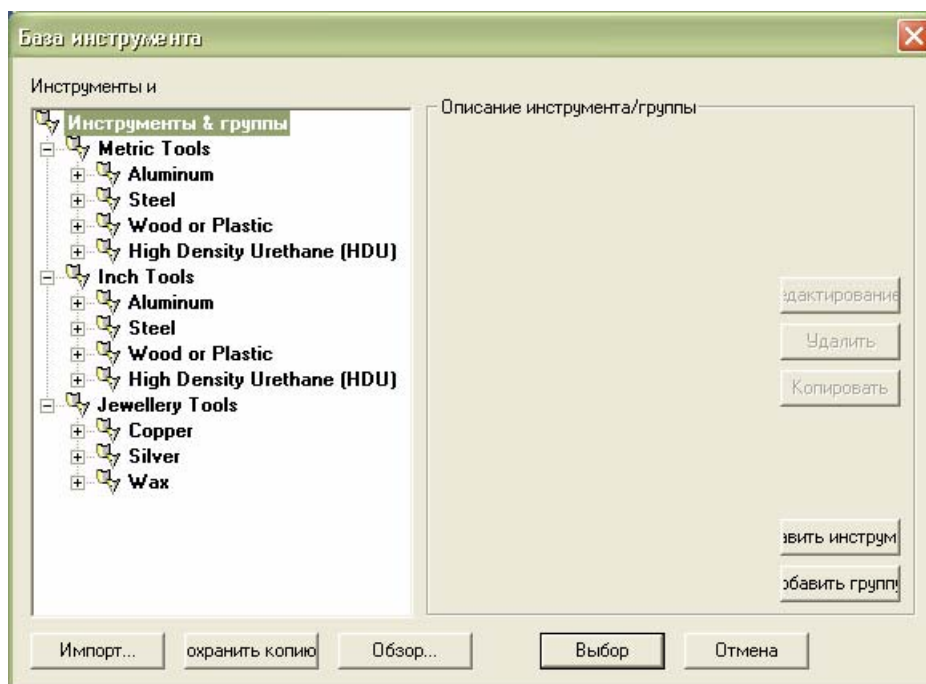 База инструмента
Инструменты и
Описание инструмента/группы
Инструменты & группы
Metric Tools
Aluminum
Steel
Wood or Plastic
High Density Urethane (HDU)
Inch Tools
Aluminum
Steel
Wood or Plastic
High Density Urethane (HDU)
Jewellery Tools
Copper
Silver
Wax
едактирование
Удалить
Копировать
авить инструм
обавить группу
Импорт...
охранить копию
Обзор...
Выбор
Отмена